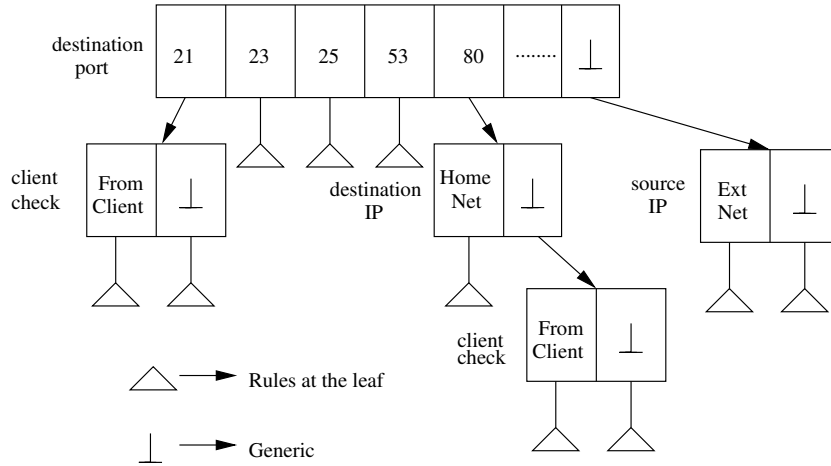 destination
port
21 23 25 53 80 ........ ⊥
client
check
From
Client
⊥
destination
IP
Home
Net
⊥
source
IP
Ext
Net
⊥
client
check
From
Client
⊥
Rules at the leaf
⊥ Generic